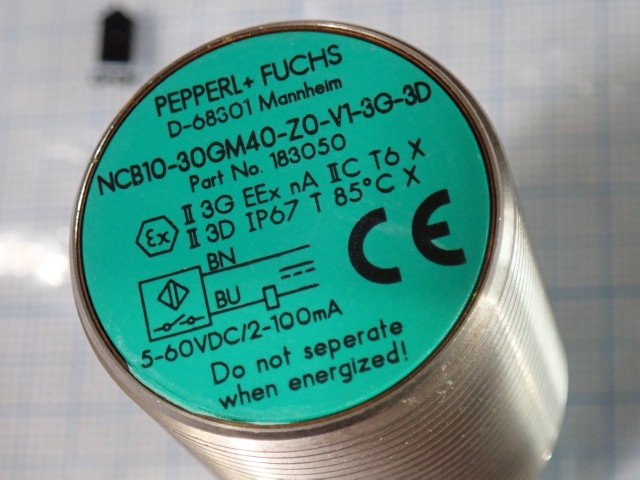 PEPPERL+ FUCHS
D-68301 Mannheim
NCB10-30GM40-Z0-V1-3G-3D
Part No. 183050
II 3G EEx nA IIC T6 X
Ex II 3D IP67 T 85°C X
CE
BN
BU
5-60VDC/2-100mA
Do not seperate
when energized!